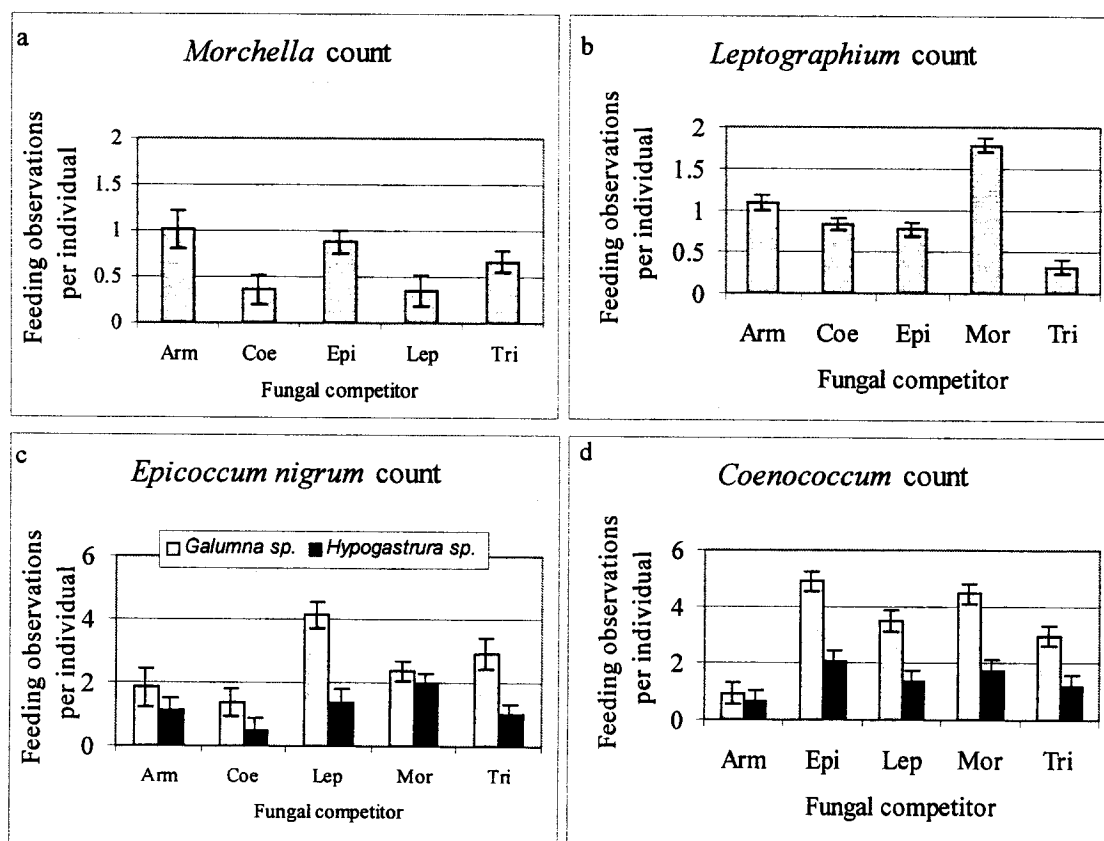 a
Morchella count
Feeding observations
per individual
2
1.5
1
0.5
0
Arm Coe Epi Lep Tri
Fungal competitor
b
Leptographium count
Feeding observations
per individual
2
1.5
1
0.5
0
Arm Coe Epi Mor Tri
Fungal competitor
c
Epicoccum nigrum count
Galumna sp. Hypogastrura sp.
Feeding observations
per individual
6
4
2
0
Arm Coe Lep Mor Tri
Fungal competitor
d
Coenococcum count
Feeding observations
per individual
6
4
2
0
Arm Epi Lep Mor Tri
Fungal competitor